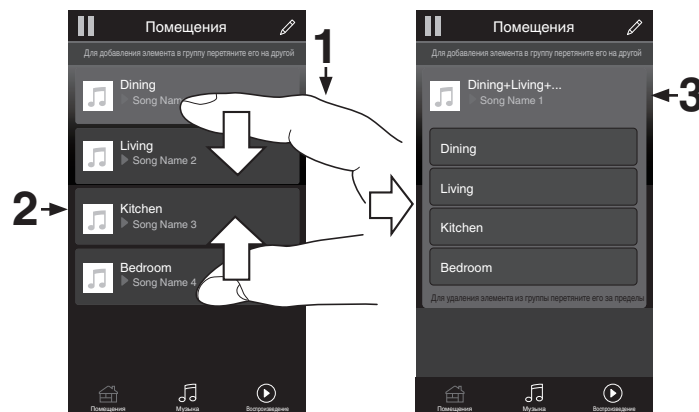 Помещения
Для добавления элемента в группу перетяните его на другой
1
Dining
Song Nam
Living
Song Name 2
2
Kitchen
Song Name 3
Bedroom
Song Name 4
Помещения
Музыка
Воспроизведение
Помещения
Для добавления элемента в группу перетяните его на другой
Dining+Living+...
Song Name 1
3
Dining
Living
Kitchen
Bedroom
Для удаления элемента из группы перетяните его за пределы
Помещения
Музыка
Воспроизведение